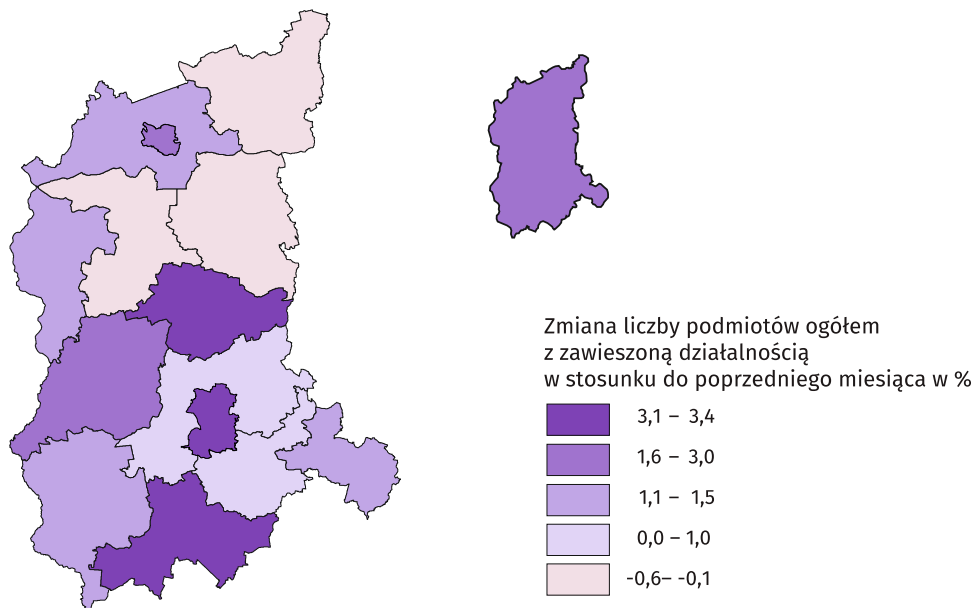 Zmiana liczby podmiotów ogółem
z zawieszoną działalnością
w stosunku do poprzedniego miesiąca w %
3,1 – 3,4
1,6 – 3,0
1,1 – 1,5
0,0 – 1,0
-0,6– -0,1